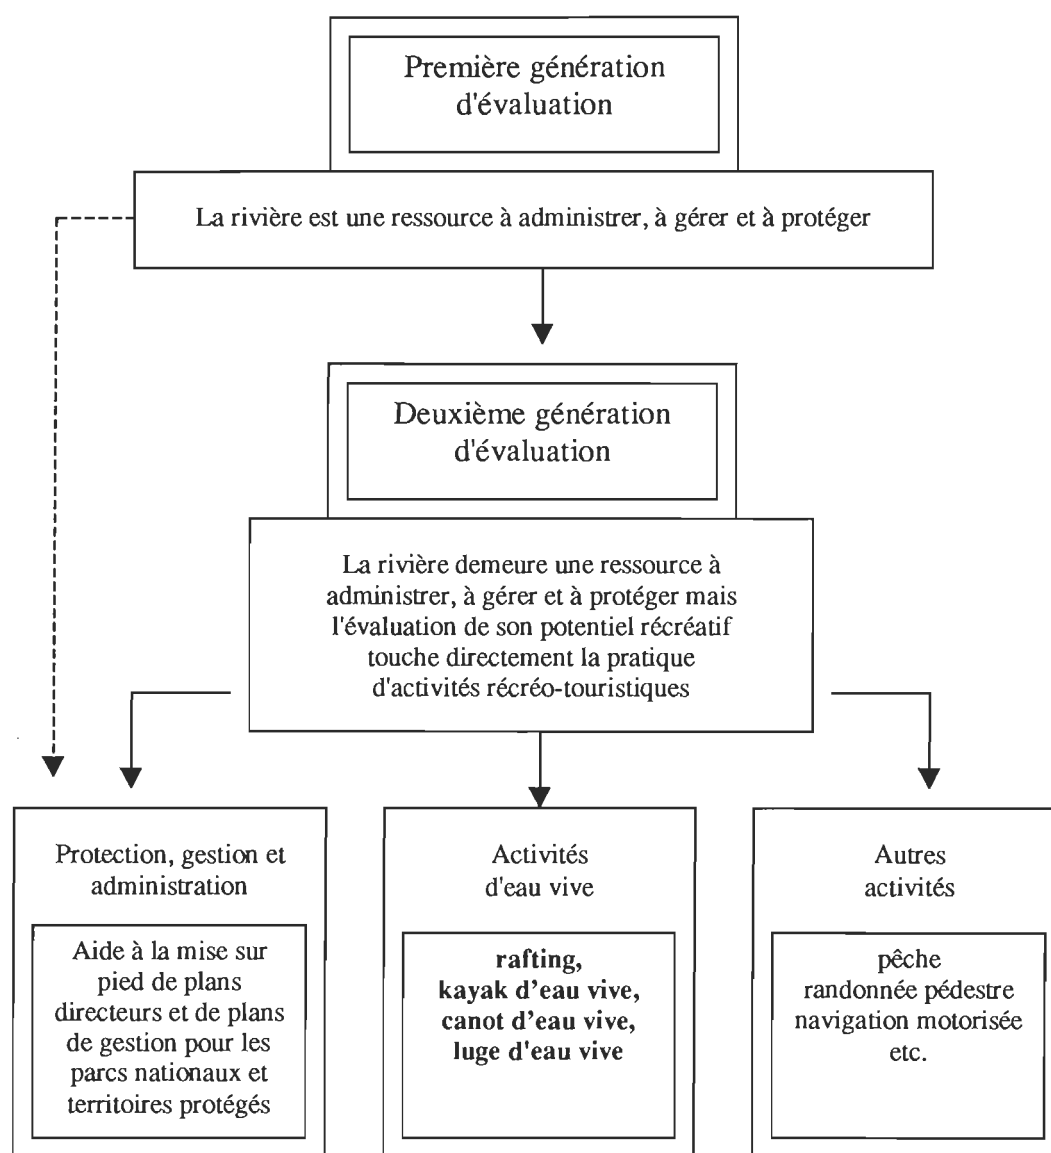 Première génération
d'évaluation
La rivière est une ressource à administrer, à gérer et à protéger
Deuxième génération
d'évaluation
La rivière demeure une ressource à
administrer, à gérer et à protéger mais
l'évaluation de son potentiel récréatif
touche directement la pratique
d'activités récréo-touristiques
Protection, gestion et
administration
Aide à la mise sur
pied de plans
directeurs et de plans
de gestion pour les
parcs nationaux et
territoires protégés
Activités
d'eau vive
rafting,
kayak d'eau vive,
canot d'eau vive,
luge d'eau vive
Autres
activités
pêche
randonnée pédestre
navigation motorisée
etc.